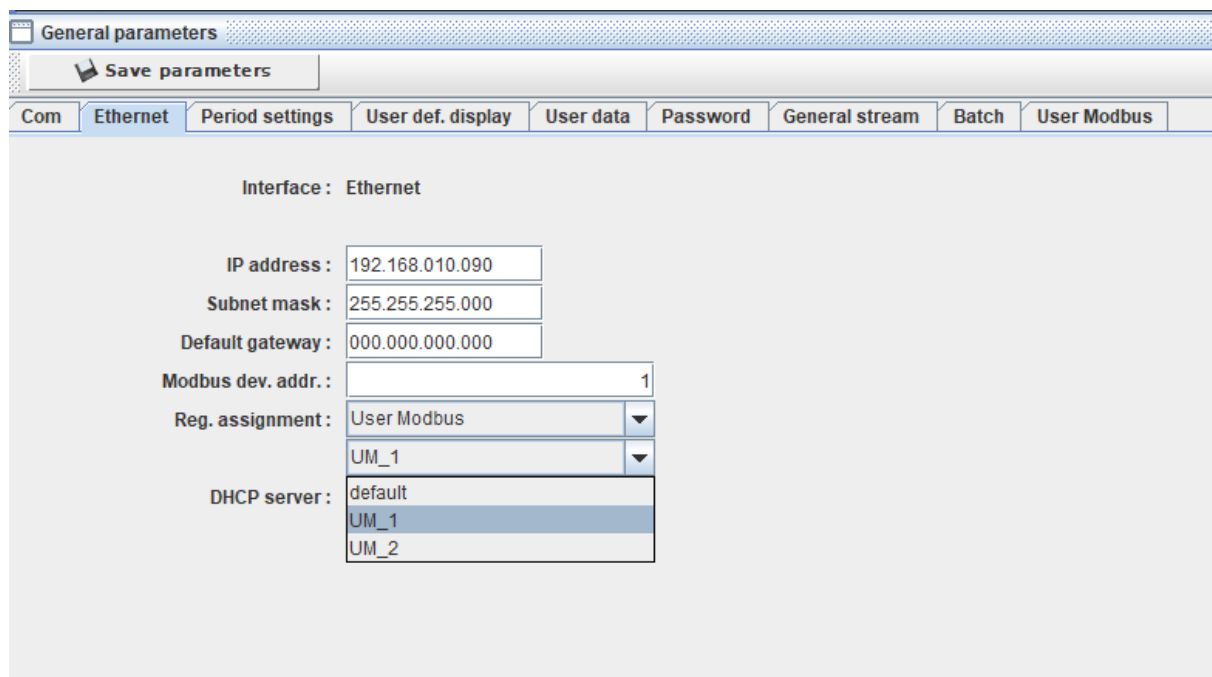 General parameters
Save parameters
Com Ethernet Period settings User def. display User data Password General stream Batch User Modbus
Interface : Ethernet
IP address : 192.168.010.090
Subnet mask : 255.255.255.000
Default gateway : 000.000.000.000
Modbus dev. addr. : 1
Reg. assignment : User Modbus
UM_1
DHCP server : default
UM_1
UM_2